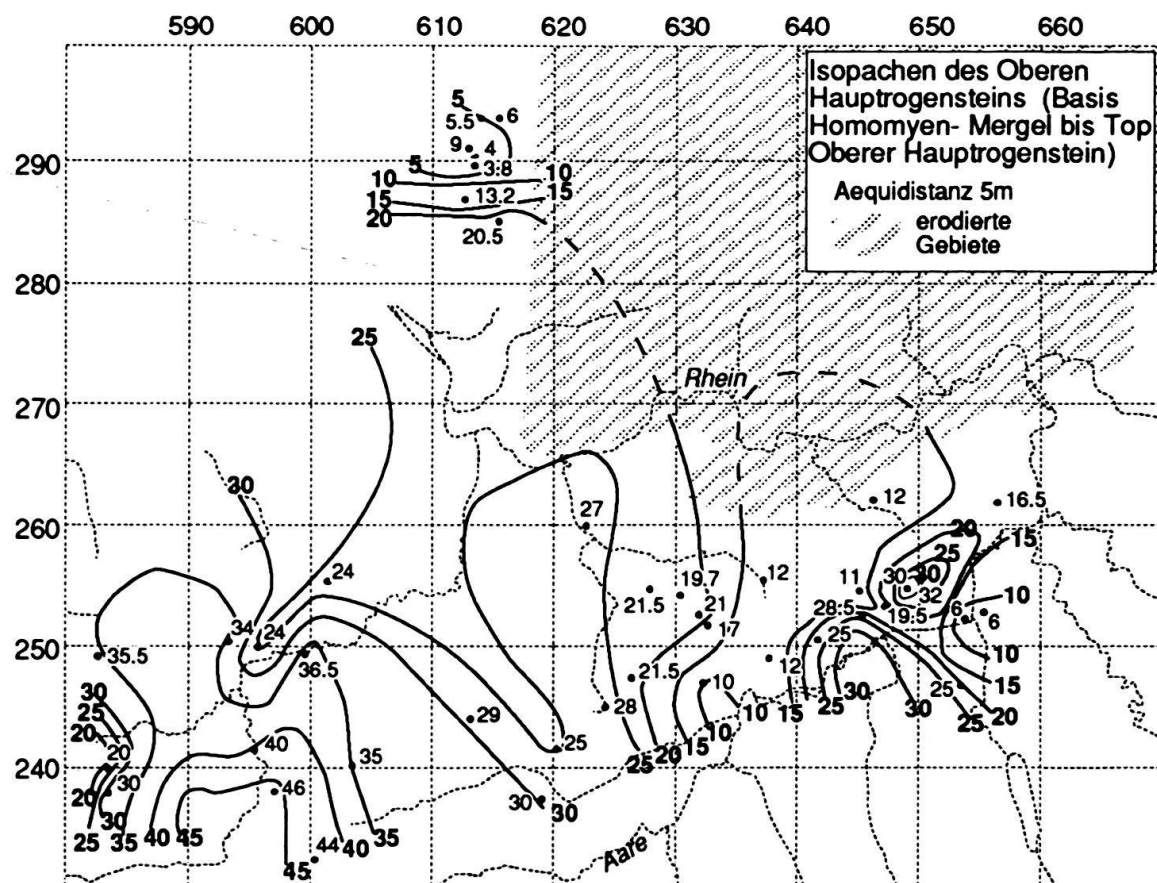 590 600 610 620 630 640 650 660
Isopachen des Oberen
Hauptrogensteins (Basis
Homomyen- Mergel bis Top
Oberer Hauptrogenstein)
Aequidistanz 5m
erodierte
Gebiete
5 6
5.5
290 9 4
5 3.8
10 10
15 13.2 15
20 20.5
280
25
270 Rhein
30
260 27 12 16.5
20 15
25
24 19.7 12 11 30 30
21.5 32 10
21 28.5 19.5 6
250 34 24 17 25 6
35.5 36.5 21.5 12 10
30 10 15
25 28 10 15 25 30 25 20
20 29 10 25
20 40 25 15
240 35 25 20
30 46 30 30
20
30
25 35 40 45 44 40 35
45
Aare